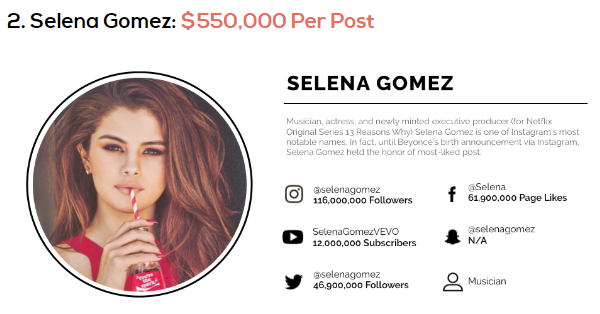 2. Selena Gomez: $550,000 Per Post
SELENA GOMEZ
Musician, actress, and newly minted executive producer (for Netflix
Original Series 13 Reasons Why) Selena Gomez is one of Instagram's most
notable names. In fact, until Beyoncé's birth announcement via Instagram,
Selena Gomez held the honor of most-liked post.
@selenagomez
116,000,000 Followers
@Selena
61,900,000 Page Likes
SelenaGomezVEVO
12,000,000 Subscribers
@selenagomez
N/A
@selenagomez
46,900,000 Followers
Musician